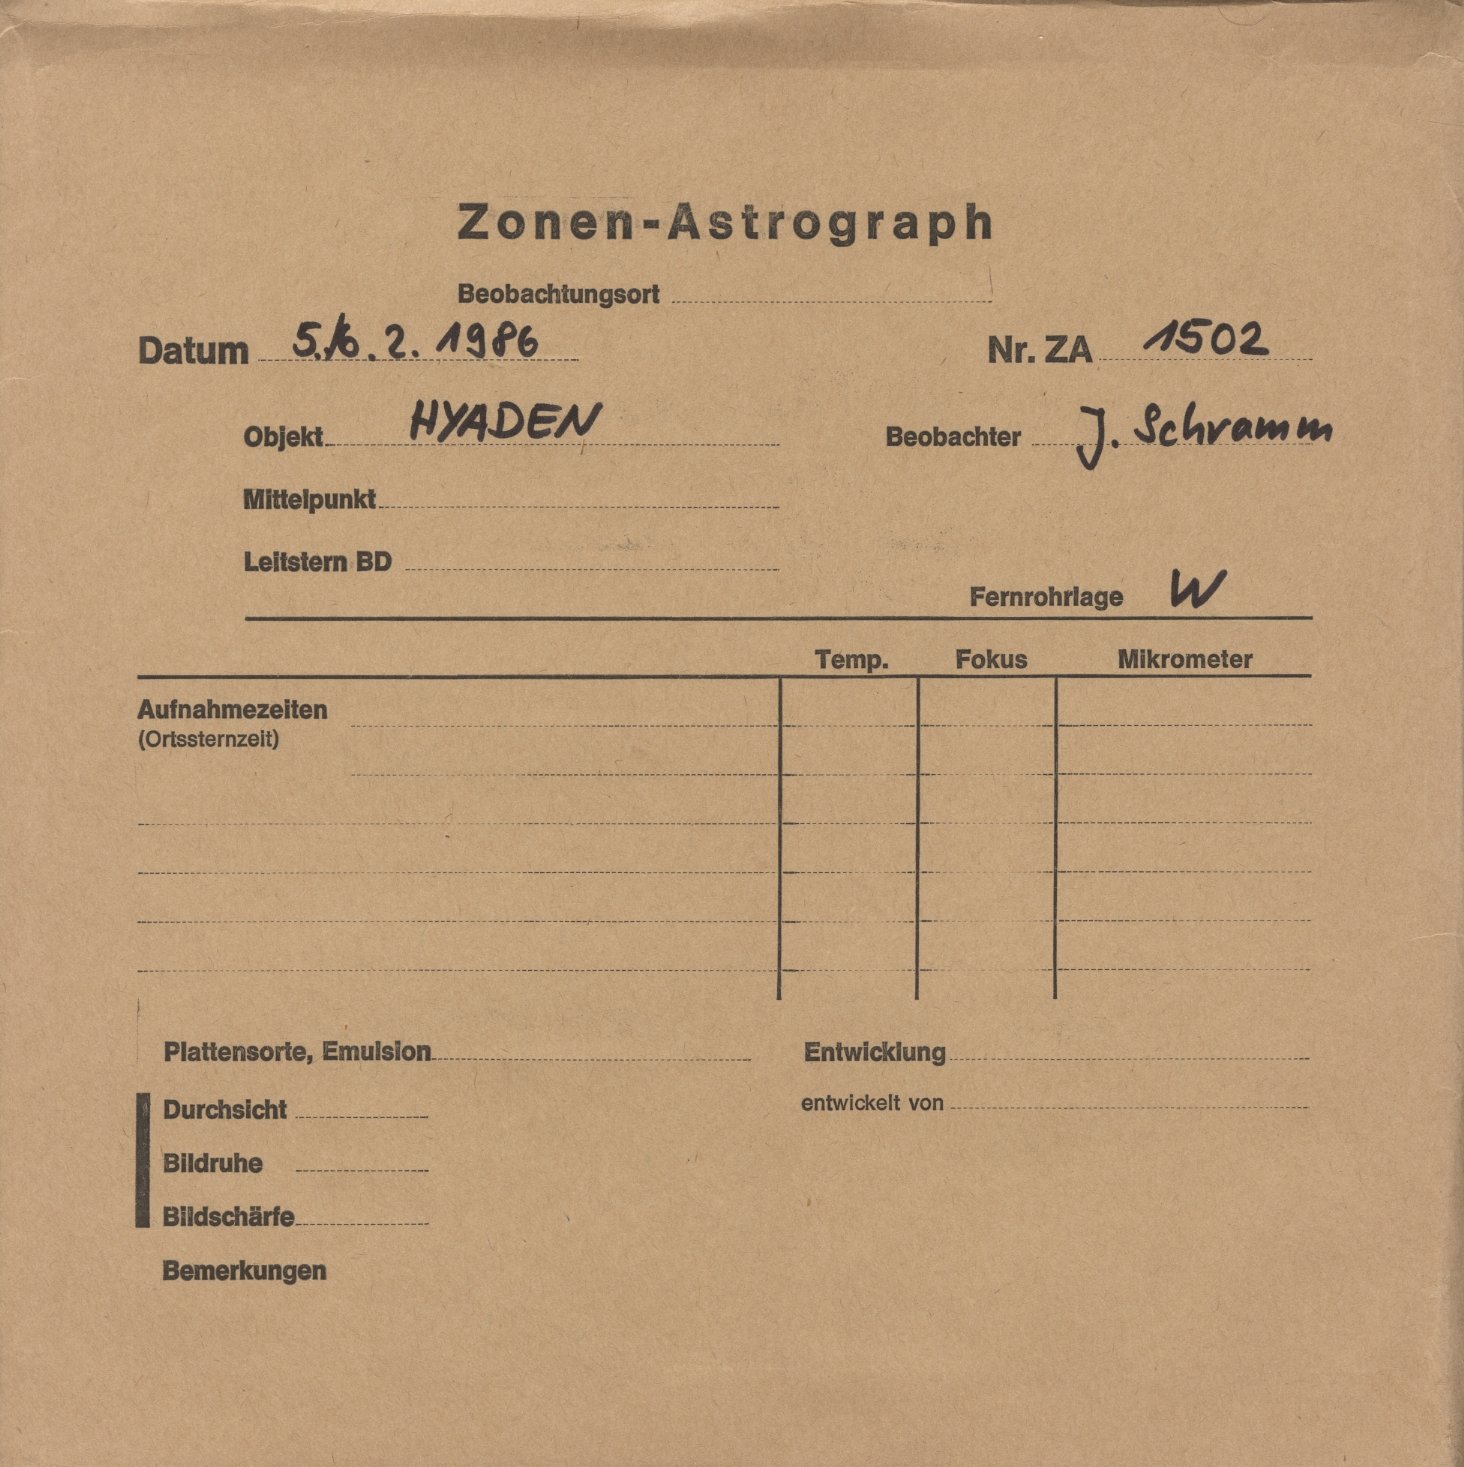 Zonen-Astrograph
Beobachtungsort
Datum 5./6. 2. 1986 Nr. ZA 1502
Objekt HYADEN Beobachter J. Schramm
Mittelpunkt
Leitstern BD
Fernrohrlage W
Temp. Fokus Mikrometer
Aufnahmezeiten
(Ortssternzeit)
Plattensorte, Emulsion Entwicklung
Durchsicht entwickelt von
Bildruhe
Bildschärfe
Bemerkungen